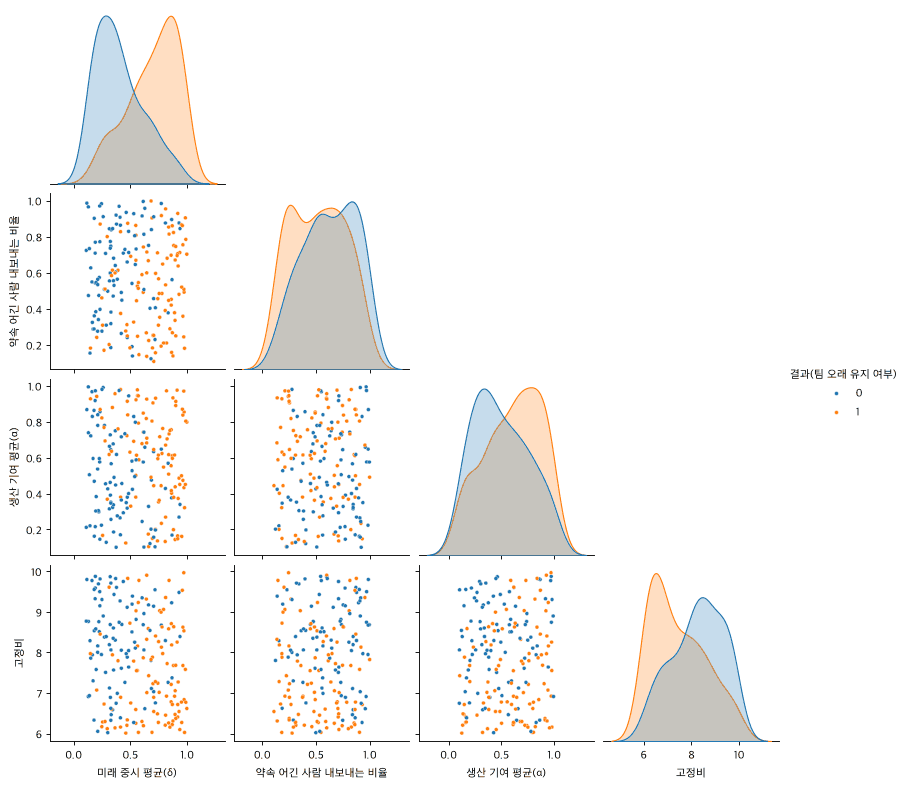 약속 어긴 사람 내보내는 비율
1.0
0.8
0.6
0.4
0.2
생산 기여 평균(α)
1.0
0.8
0.6
0.4
0.2
고정비
10
9
8
7
6
0.0 0.5 1.0
미래 중시 평균(δ)
0.0 0.5 1.0
약속 어긴 사람 내보내는 비율
0.0 0.5 1.0
생산 기여 평균(α)
6 8 10
고정비
결과(팀 오래 유지 여부)
0
1